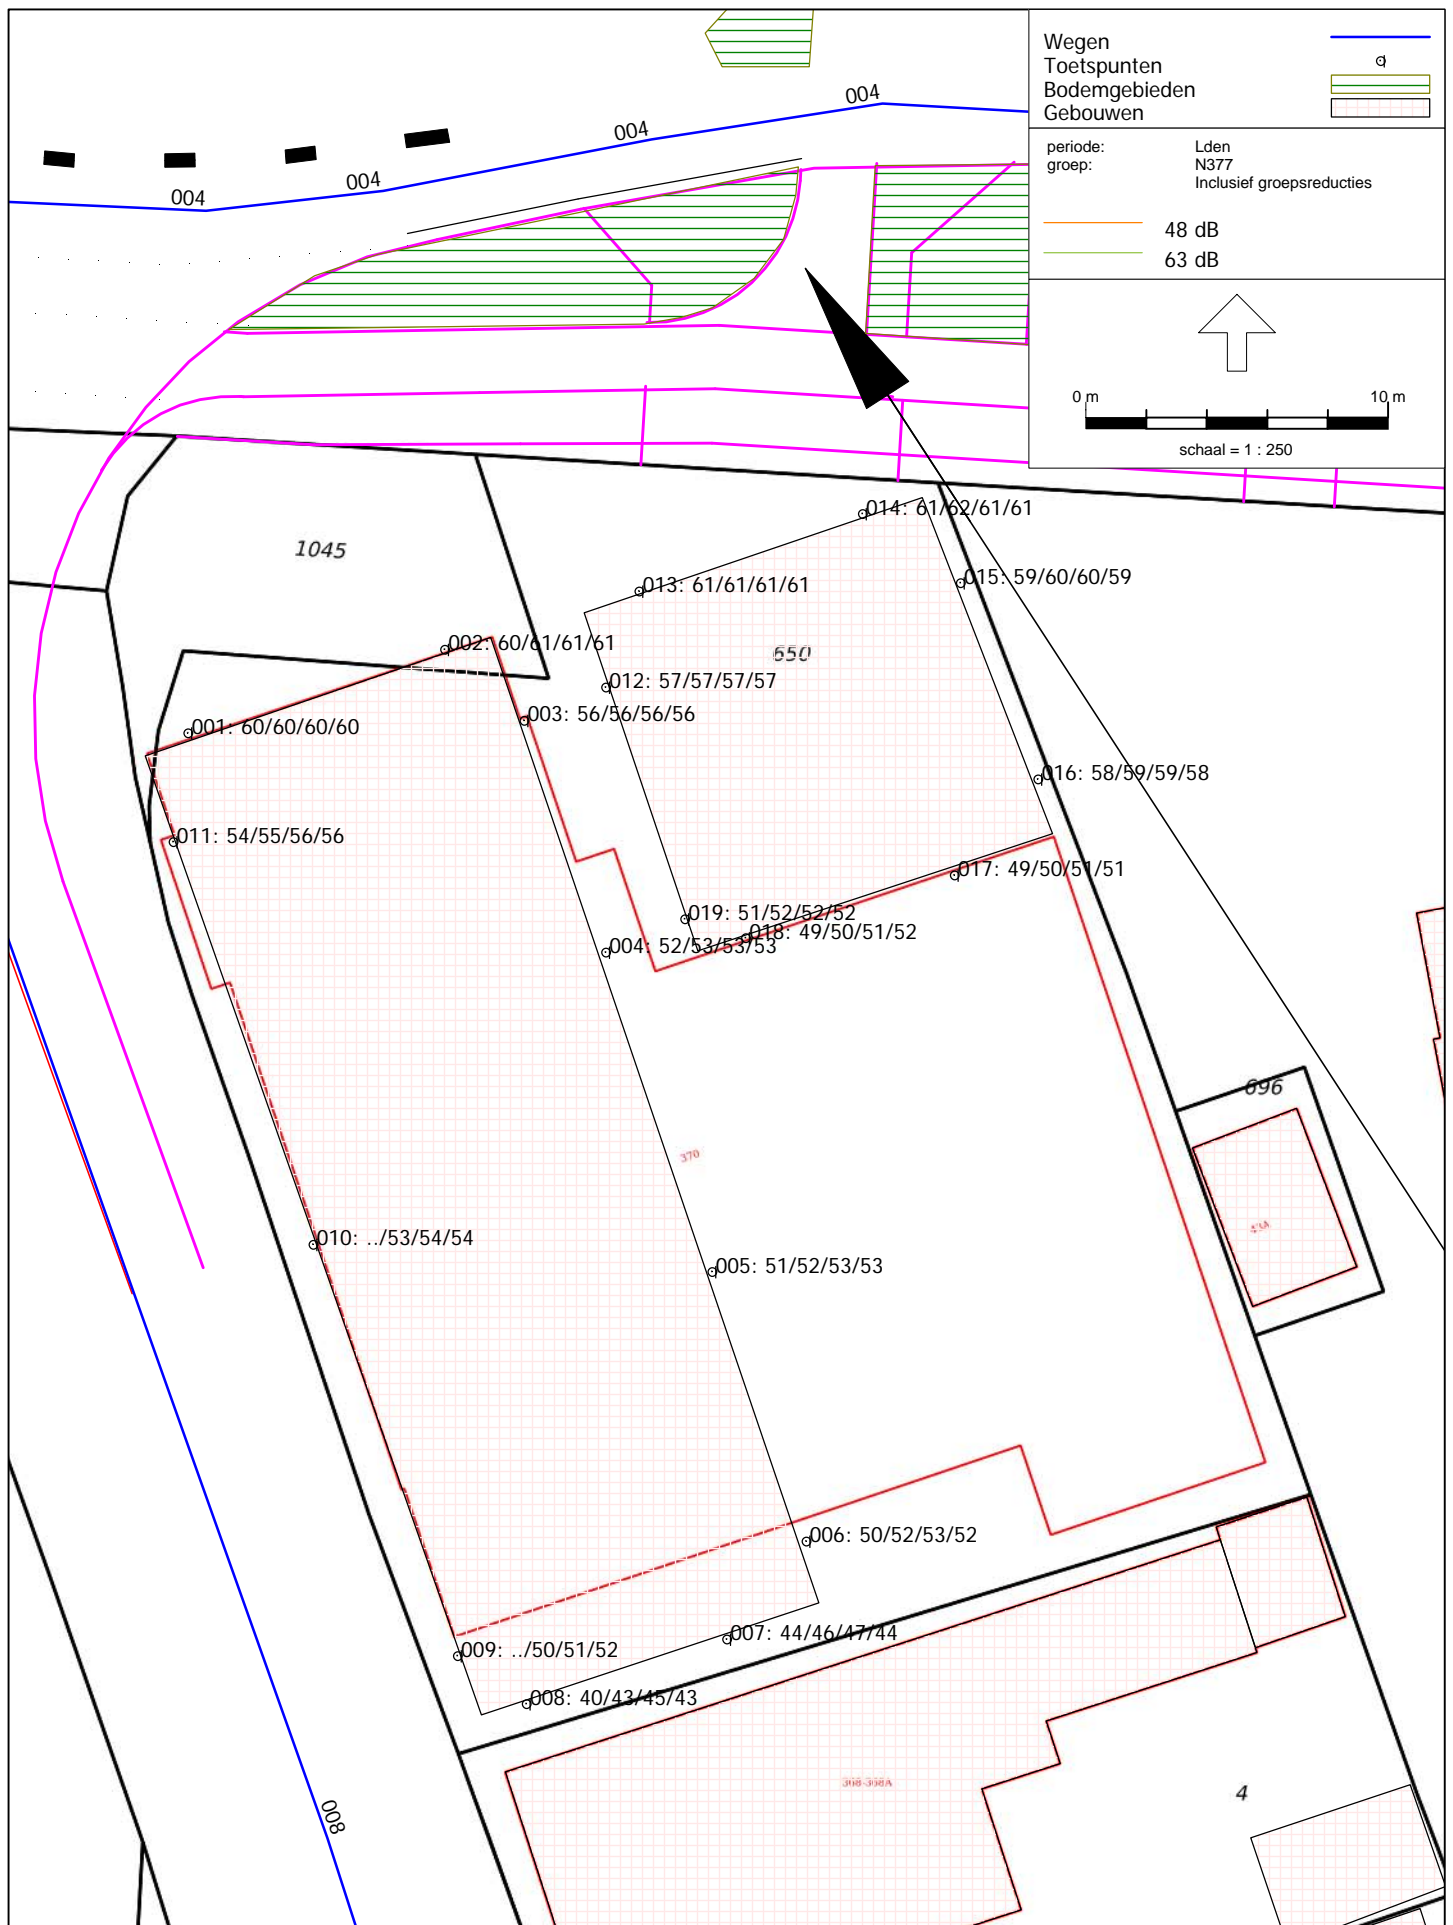 Wegen
Toetspunten
Bodemgebieden
Gebouwen
periode: Lden
groep: N377
Inclusief groepsreducties
48 dB
63 dB
0 m 10 m
schaal = 1 : 250
004
004
004
004
1045
014: 61/62/61/61
013: 61/61/61/61
015: 59/60/60/59
002: 60/61/61/61
650
012: 57/57/57/57
003: 56/56/56/56
001: 60/60/60/60
016: 58/59/59/58
011: 54/55/56/56
017: 49/50/51/51
019: 51/52/52/52
018: 49/50/51/52
004: 52/53/53/53
696
370
43A
010: ../53/54/54
005: 51/52/53/53
006: 50/52/53/52
007: 44/46/47/44
009: ../50/51/52
008: 40/43/45/43
308-308A
4
008